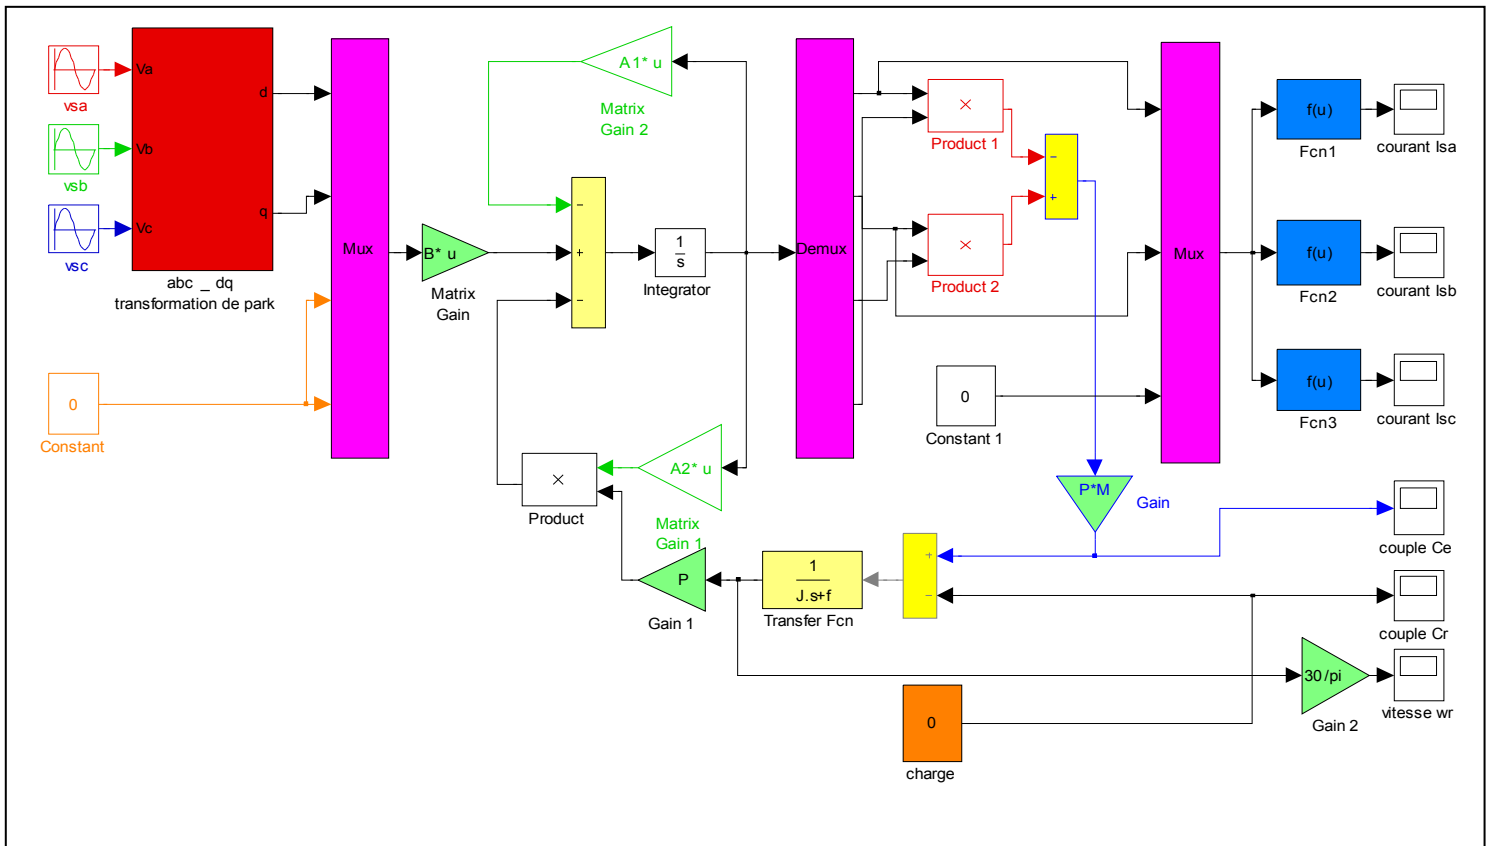 vsa
vsb
vsc
Va
Vb
Vc
d
q
abc _ dq
transformation de park
0
Constant
Mux
B* u
Matrix
Gain
A1* u
Matrix
Gain 2
−
+
−
1
s
Integrator
A2* u
Matrix
Gain 1
×
Product
P
Gain 1
1
J.s+f
Transfer Fcn
Demux
×
Product 1
×
Product 2
−
+
0
Constant 1
P*M
Gain
+
−
0
charge
Mux
f(u)
Fcn1
f(u)
Fcn2
f(u)
Fcn3
courant Isa
courant Isb
courant Isc
couple Ce
couple Cr
30/pi
Gain 2
vitesse wr